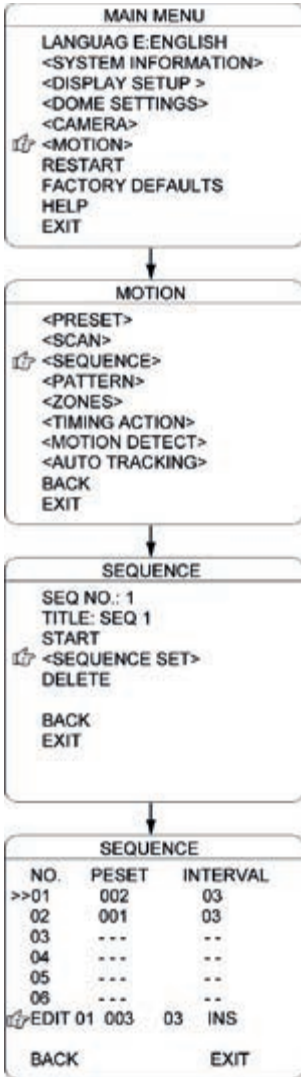 MAIN MENU
LANGUAG E:ENGLISH
<SYSTEM INFORMATION>
<DISPLAY SETUP >
<DOME SETTINGS>
<CAMERA>
<MOTION>
RESTART
FACTORY DEFAULTS
HELP
EXIT
MOTION
<PRESET>
<SCAN>
<SEQUENCE>
<PATTERN>
<ZONES>
<TIMING ACTION>
<MOTION DETECT>
<AUTO TRACKING>
BACK
EXIT
SEQUENCE
SEQ NO.: 1
TITLE: SEQ 1
START
<SEQUENCE SET>
DELETE
BACK
EXIT
SEQUENCE
NO. PESET INTERVAL
>>01 002 03
02 001 03
03 --- --
04 --- --
05 --- --
06 --- --
EDIT 01 003 03 INS
BACK EXIT